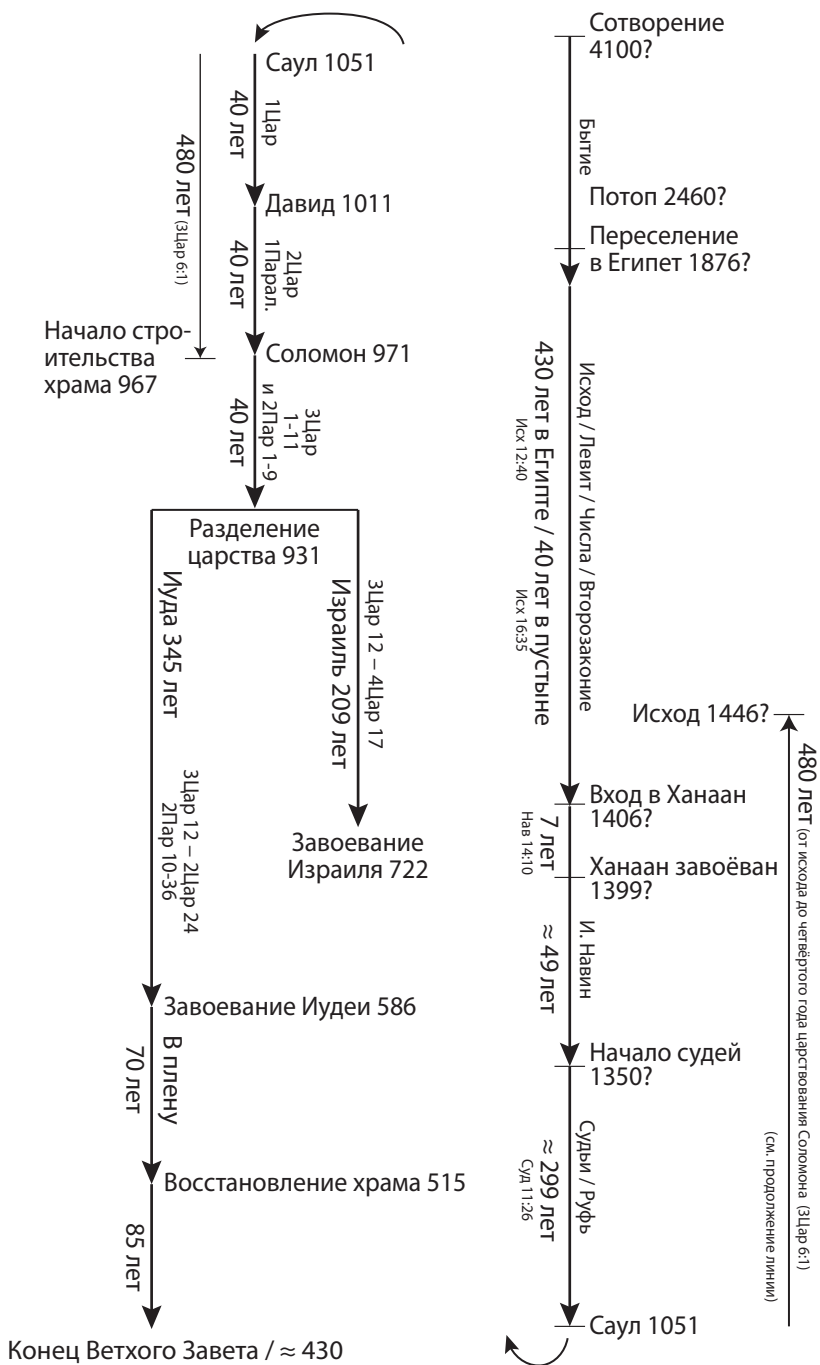 Сотворение
4100?
Бытие
Потоп 2460?
Переселение
в Египет 1876?
Исход / Левит / Числа / Второзаконие
430 лет в Египте / 40 лет в пустыне
Исх 12:40
Исх 16:35
Исход 1446?
480 лет (от исхода до четвёртого года царствования Соломона (3Цар 6:1)
(см. продолжение линии)
Вход в Ханаан
1406?
7 лет
Нав 14:10
Ханаан завоёван
1399?
И. Навин
≈ 49 лет
Начало судей
1350?
Судьи / Руфь
≈ 299 лет
Суд 11:26
Саул 1051
Саул 1051
1Цар
40 лет
480 лет (3Цар 6:1)
Давид 1011
2Цар
1Парал.
40 лет
Начало стро-
ительства
храма 967
Соломон 971
3Цар
1-11
и 2Пар 1-9
40 лет
Разделение
царства 931
Иуда 345 лет
3Цар 12 – 2Цар 24
2Пар 10-36
3Цар 12 – 4Цар 17
Израиль 209 лет
Завоевание
Израиля 722
Завоевание Иудеи 586
В плену
70 лет
Восстановление храма 515
85 лет
Конец Ветхого Завета / ≈ 430